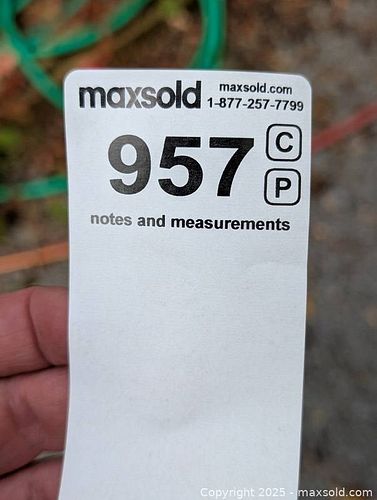 maxsold maxsold.com
1-877-257-7799
957 C
P
notes and measurements
Copyright 2025 - maxsold.com